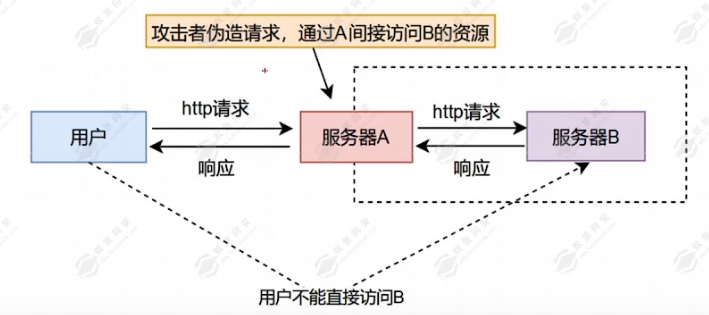 攻击者伪造请求，通过A间接访问B的资源
http请求
http请求
用户
服务器A
服务器B
响应
响应
用户不能直接访问B